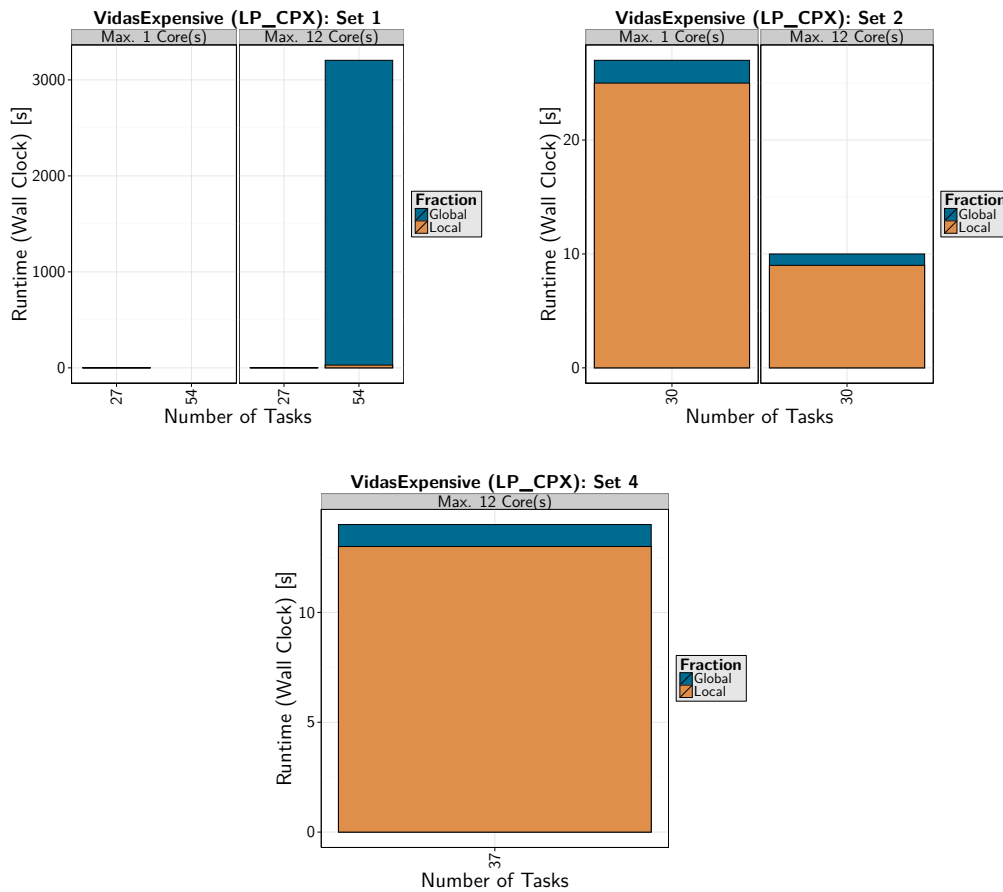 VidasExpensive (LP_CPX): Set 1
Max. 1 Core(s) Max. 12 Core(s)
3000
2000
1000
0
Runtime (Wall Clock) [s]
27 54 27 54
Number of Tasks
Fraction
Global
Local
VidasExpensive (LP_CPX): Set 2
Max. 1 Core(s) Max. 12 Core(s)
20
10
0
Runtime (Wall Clock) [s]
30 30
Number of Tasks
Fraction
Global
Local
VidasExpensive (LP_CPX): Set 4
Max. 12 Core(s)
10
5
0
Runtime (Wall Clock) [s]
37
Number of Tasks
Fraction
Global
Local